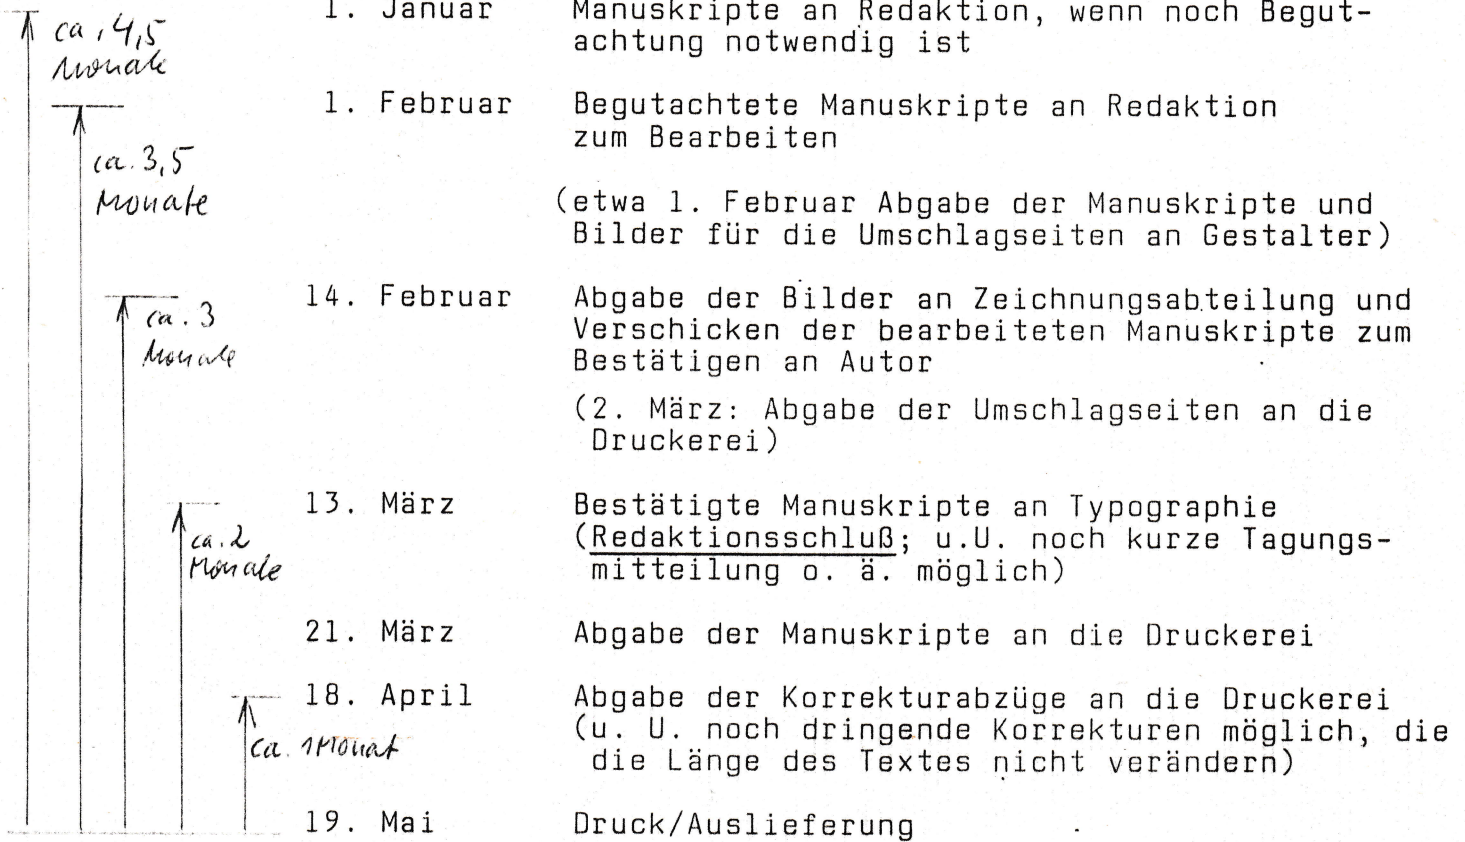 1. Januar Manuskripte an Redaktion, wenn noch Begut-
achtung notwendig ist
ca. 4,5
Monate
1. Februar Begutachtete Manuskripte an Redaktion
zum Bearbeiten
ca. 3,5
Monate
(etwa 1. Februar Abgabe der Manuskripte und
Bilder für die Umschlagseiten an Gestalter)
14. Februar Abgabe der Bilder an Zeichnungsabteilung und
Verschicken der bearbeiteten Manuskripte zum
Bestätigen an Autor
ca. 3
Monate
(2. März: Abgabe der Umschlagseiten an die
Druckerei)
13. März Bestätigte Manuskripte an Typographie
(Redaktionsschluß; u.U. noch kurze Tagungs-
mitteilung o. ä. möglich)
ca. 2
Monate
21. März Abgabe der Manuskripte an die Druckerei
18. April Abgabe der Korrekturabzüge an die Druckerei
(u. U. noch dringende Korrekturen möglich, die
die Länge des Textes nicht verändern)
ca. 1 Monat
19. Mai Druck/Auslieferung